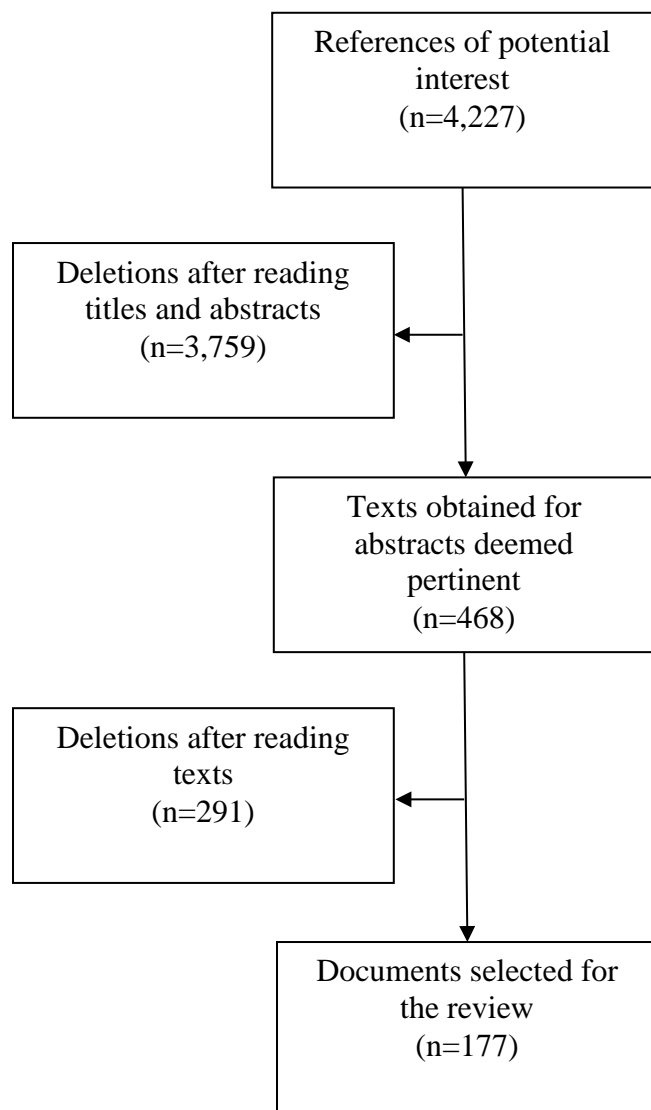 References of potential
interest
(n=4,227)
Deletions after reading
titles and abstracts
(n=3,759)
Texts obtained for
abstracts deemed
pertinent
(n=468)
Deletions after reading
texts
(n=291)
Documents selected for
the review
(n=177)